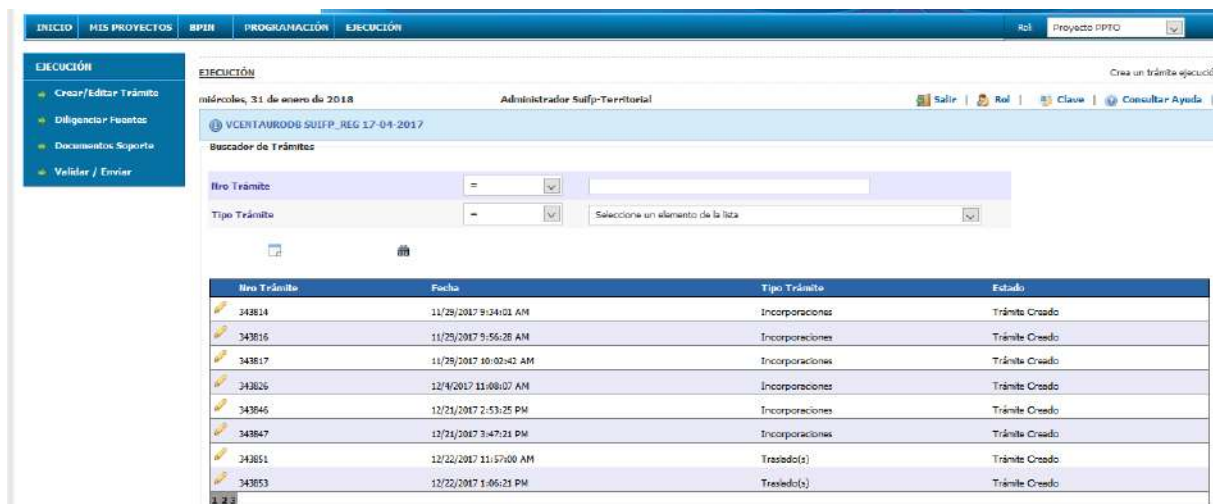 INICIO MIS PROYECTOS BPIN PROGRAMACIÓN EJECUCIÓN Rol: Proyecto PPTO
EJECUCIÓN
Crear/Editar Trámite
Diligenciar Fuentes
Documentos Soporte
Validar / Enviar
EJECUCIÓN Crea un trámite ejecució
miércoles, 31 de enero de 2018 Administrador Suifp-Territorial Salir | Rol | Clave | Consultar Ayuda |
VCENTAURODB SUIFP_REG 17-04-2017
Buscador de Trámites
Nro Trámite =
Tipo Trámite = Seleccione un elemento de la lista
Nro Trámite Fecha Tipo Trámite Estado
343814 11/29/2017 9:34:01 AM Incorporaciones Trámite Creado
343816 11/29/2017 9:56:28 AM Incorporaciones Trámite Creado
343817 11/29/2017 10:02:42 AM Incorporaciones Trámite Creado
343826 12/4/2017 11:08:07 AM Incorporaciones Trámite Creado
343846 12/21/2017 2:53:25 PM Incorporaciones Trámite Creado
343847 12/21/2017 3:47:21 PM Incorporaciones Trámite Creado
343851 12/22/2017 11:57:00 AM Traslado(s) Trámite Creado
343853 12/22/2017 1:06:21 PM Traslado(s) Trámite Creado
1 2 3